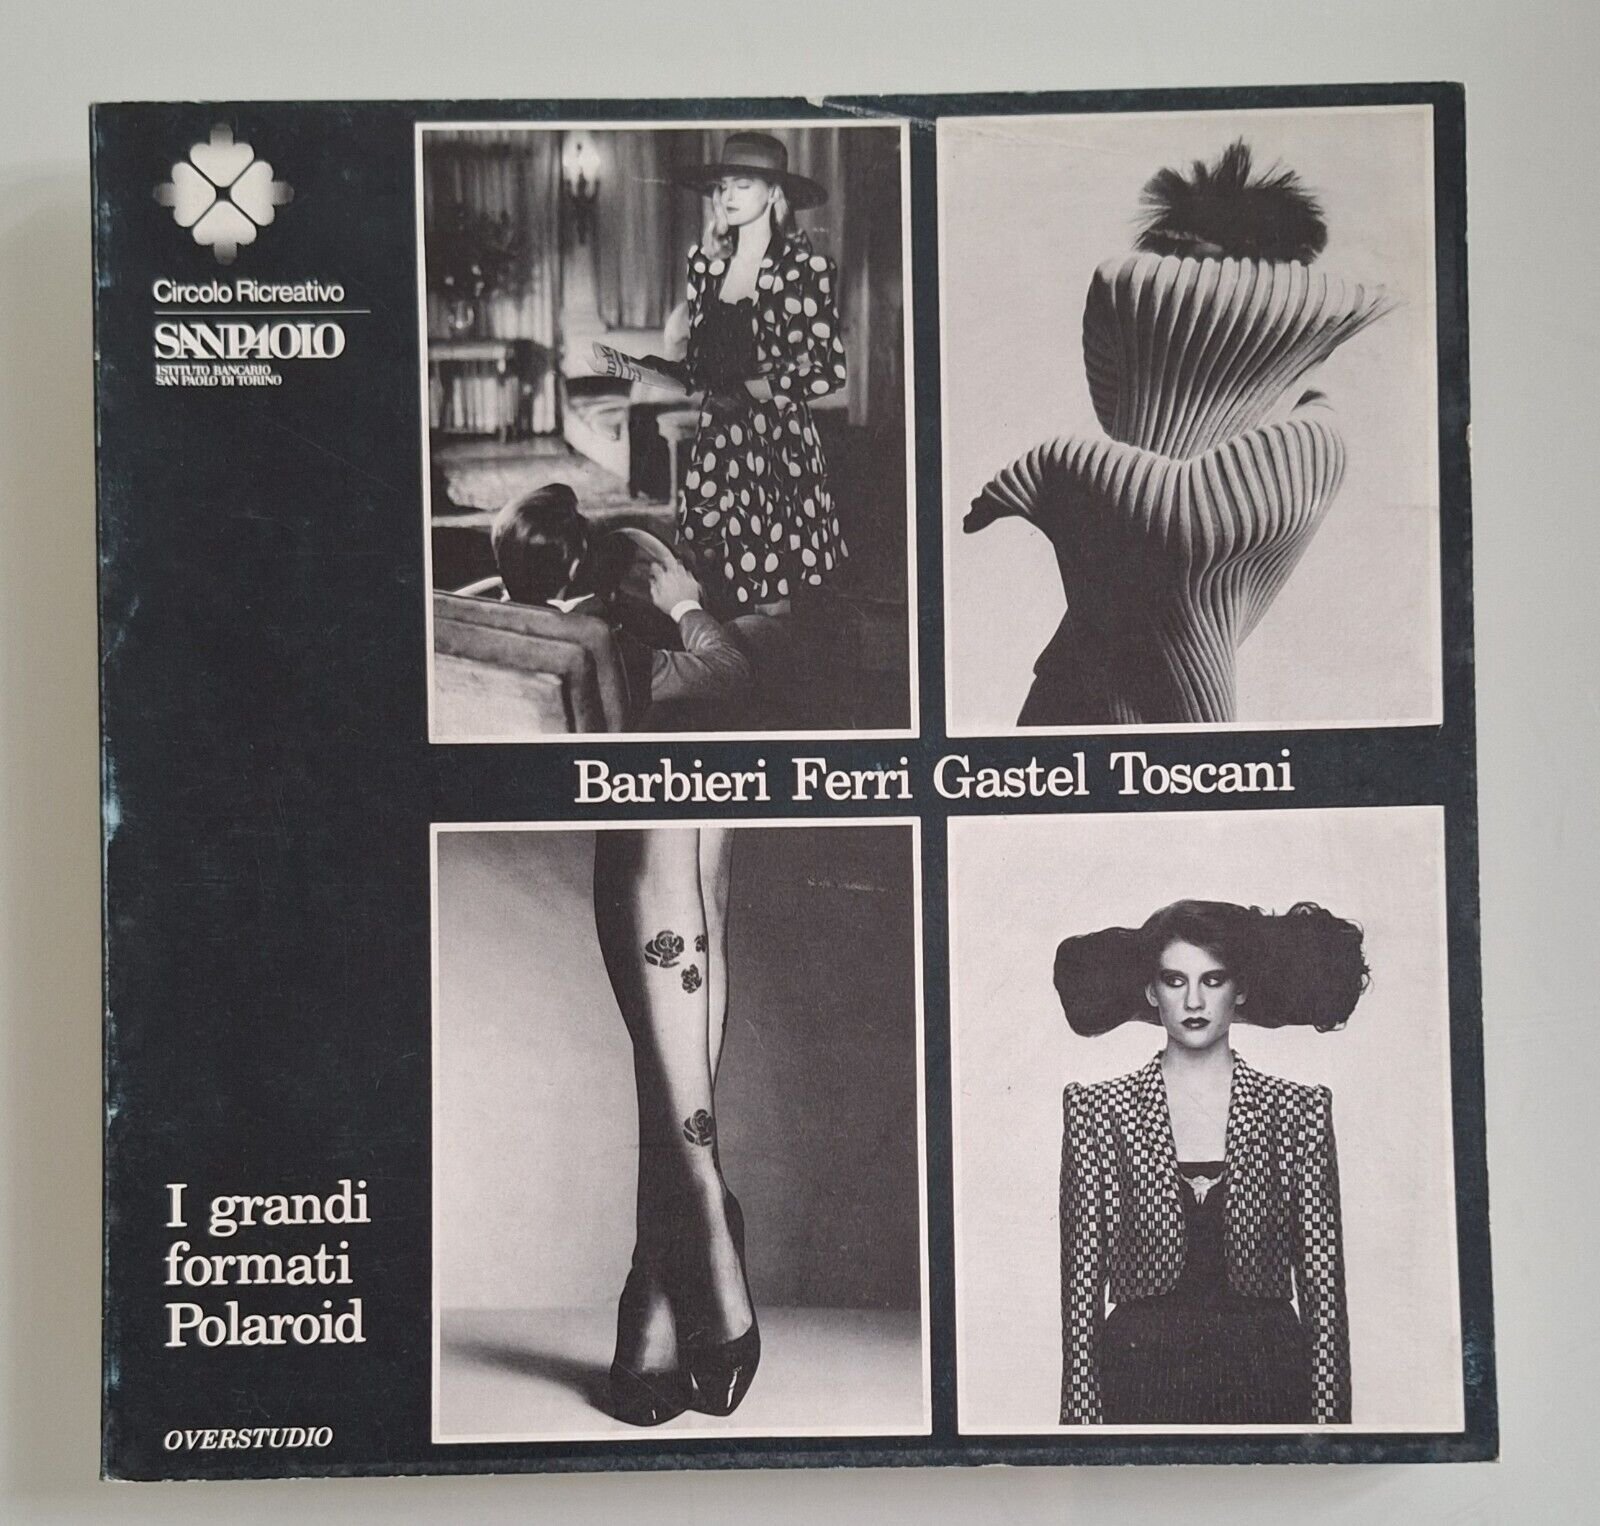 Circolo Ricreativo
SANPAOLO
ISTITUTO BANCARIO
SAN PAOLO DI TORINO
Barbieri Ferri Gastel Toscani
I grandi
formati
Polaroid
OVERSTUDIO